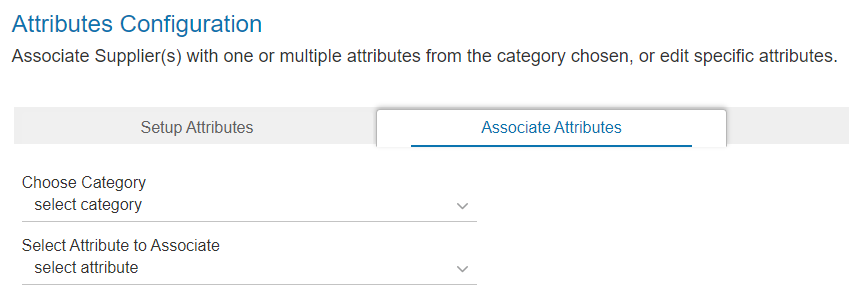 Attributes Configuration
Associate Supplier(s) with one or multiple attributes from the category chosen, or edit specific attributes.
Setup Attributes
Associate Attributes
Choose Category
select category
Select Attribute to Associate
select attribute